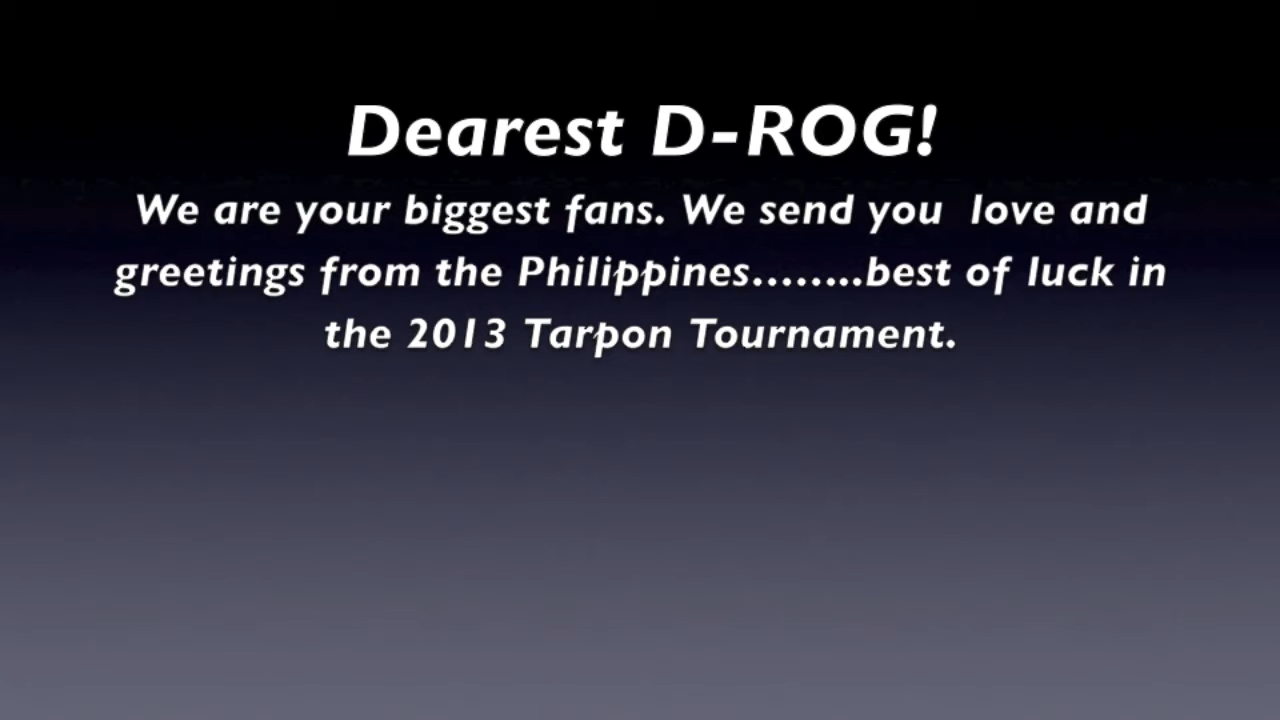 Dearest D-ROG!
We are your biggest fans. We send you  love and
greetings from the Philippines........best of luck in
the 2013 Tarpon Tournament.